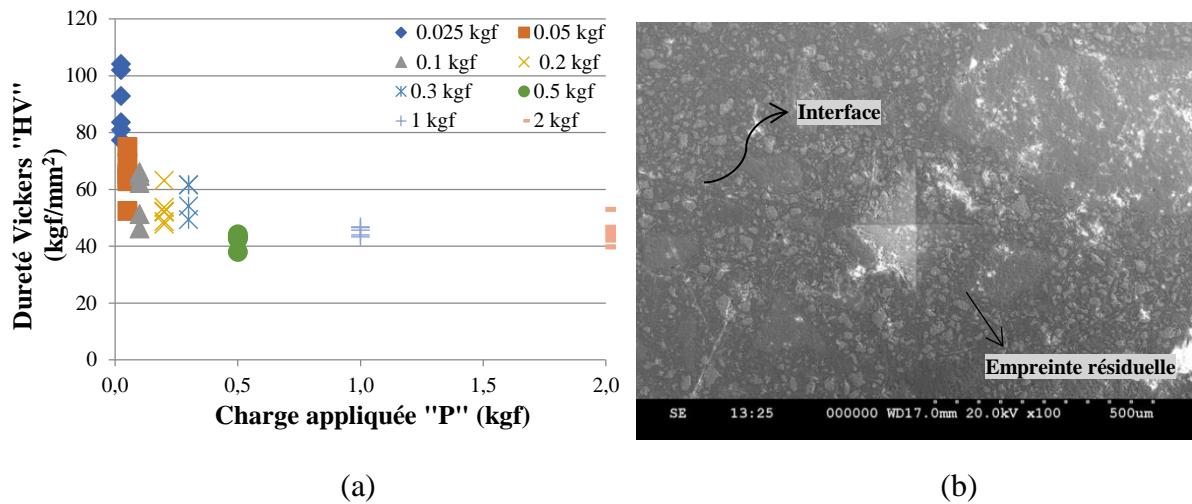 120
100
80
60
40
20
0
0,0
0,5
1,0
1,5
2,0
Dureté Vickers "HV"
(kgf/mm²)
Charge appliquée "P" (kgf)
0.025 kgf
0.05 kgf
0.1 kgf
0.2 kgf
0.3 kgf
0.5 kgf
1 kgf
2 kgf
(a)
Interface
Empreinte résiduelle
SE 13:25 000000 WD17.0mm 20.0kV x100 500um
(b)